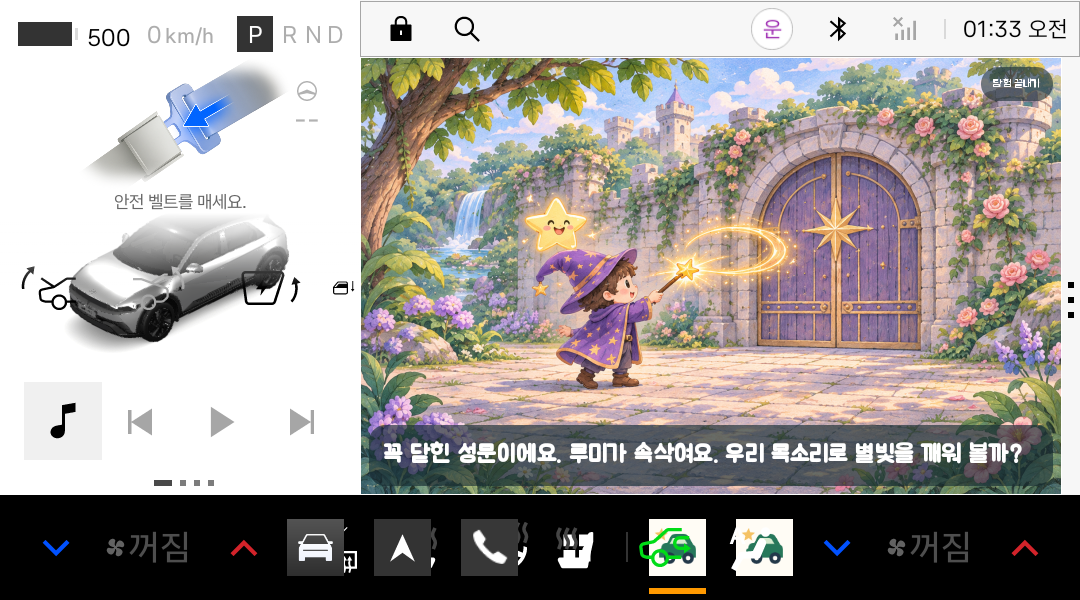 500 0 km/h P R N D
운 01:33 오전
탐험 끝내기
안전 벨트를 매세요.
꼭 닫힌 성문이에요. 루미가 속삭여요. 우리 목소리로 별빛을 깨워 볼까?
꺼짐 꺼짐